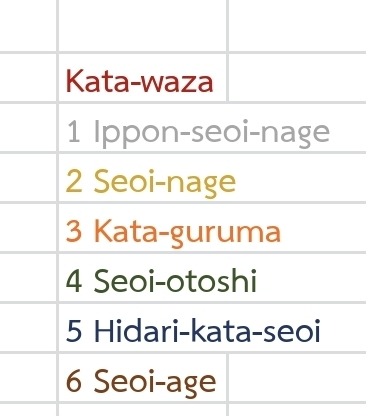 Kata-waza
1 Ippon-seoi-nage
2 Seoi-nage
3 Kata-guruma
4 Seoi-otoshi
5 Hidari-kata-seoi
6 Seoi-age